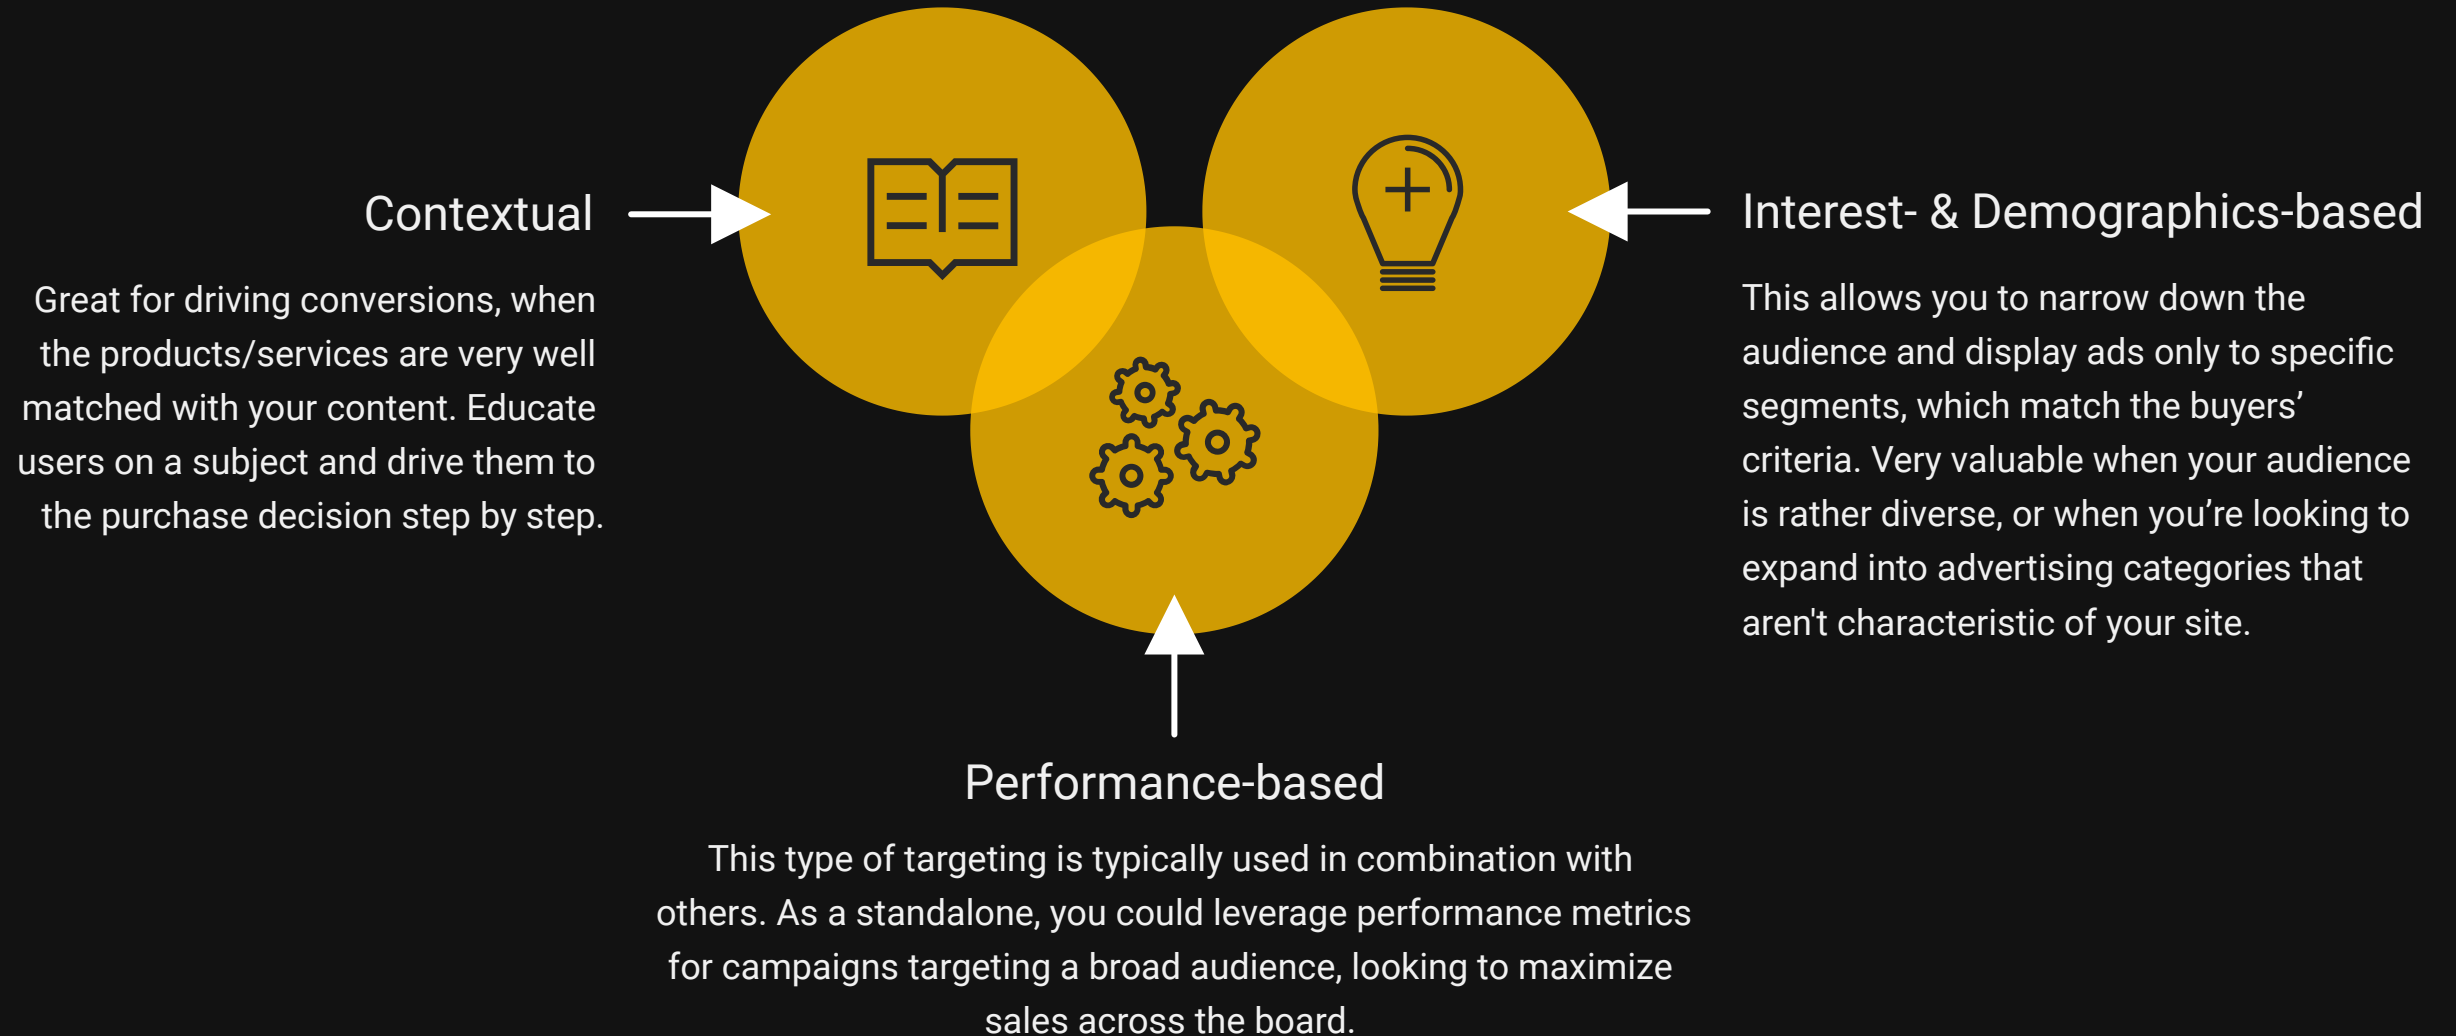 Contextual
Great for driving conversions, when
the products/services are very well
matched with your content. Educate
users on a subject and drive them to
the purchase decision step by step.
Interest- & Demographics-based
This allows you to narrow down the
audience and display ads only to specific
segments, which match the buyers’
criteria. Very valuable when your audience
is rather diverse, or when you’re looking to
expand into advertising categories that
aren't characteristic of your site.
Performance-based
This type of targeting is typically used in combination with
others. As a standalone, you could leverage performance metrics
for campaigns targeting a broad audience, looking to maximize
sales across the board.